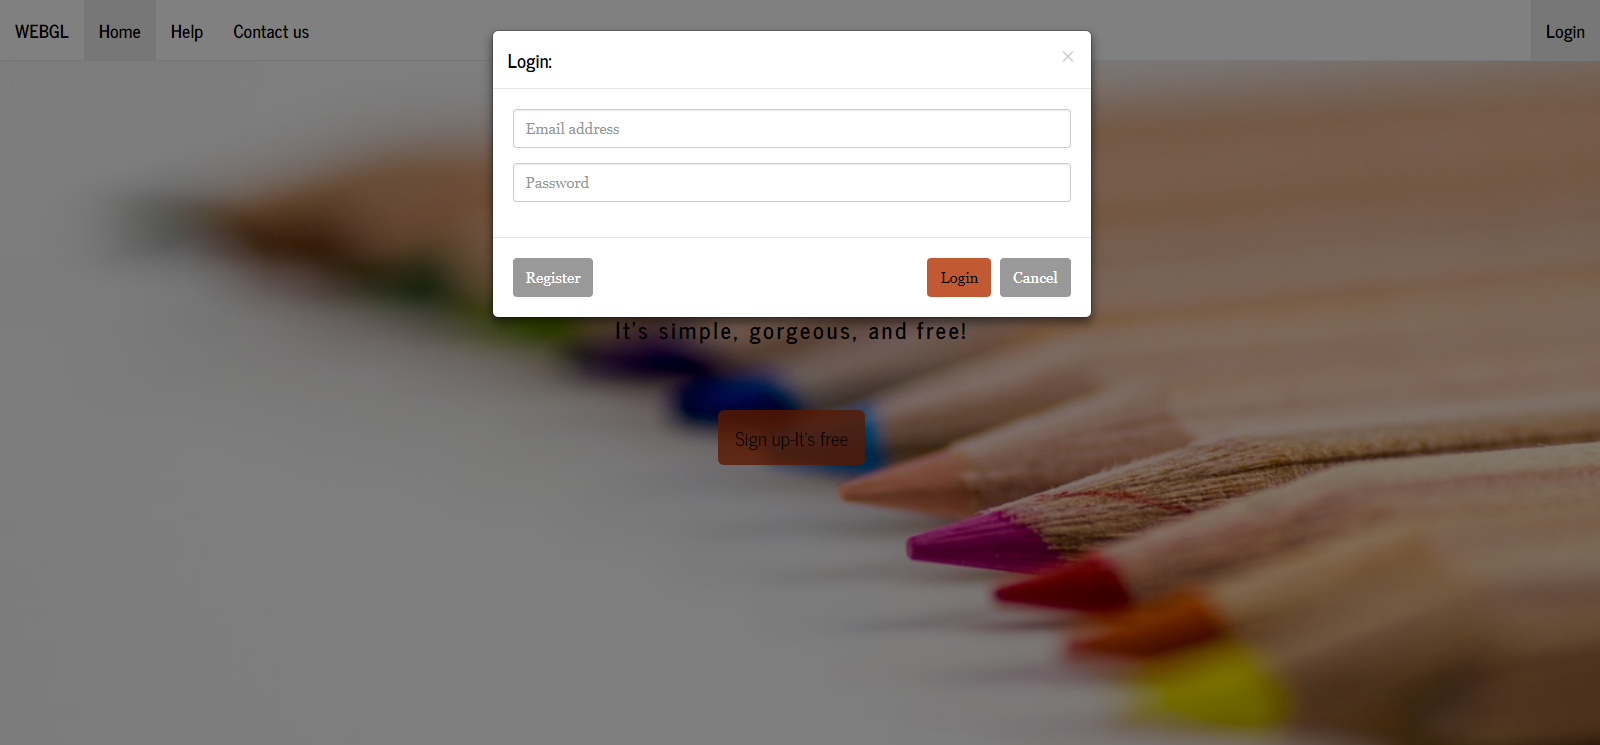 WEBGL Home Help Contact us Login
Login: ×
Email address
Password
Register Login Cancel
It's simple, gorgeous, and free!
Sign up-It's free